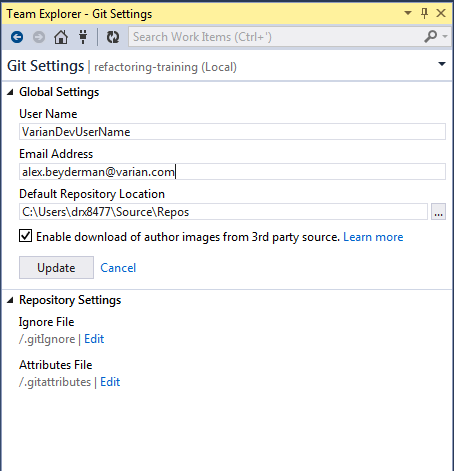 Team Explorer - Git Settings
Search Work Items (Ctrl+')
Git Settings | refactoring-training (Local)
Global Settings
User Name
VarianDevUserName
Email Address
alex.beyderman@varian.com
Default Repository Location
C:\Users\drx8477\Source\Repos
...
Enable download of author images from 3rd party source. Learn more
Update Cancel
Repository Settings
Ignore File
/.gitIgnore | Edit
Attributes File
/.gitattributes | Edit